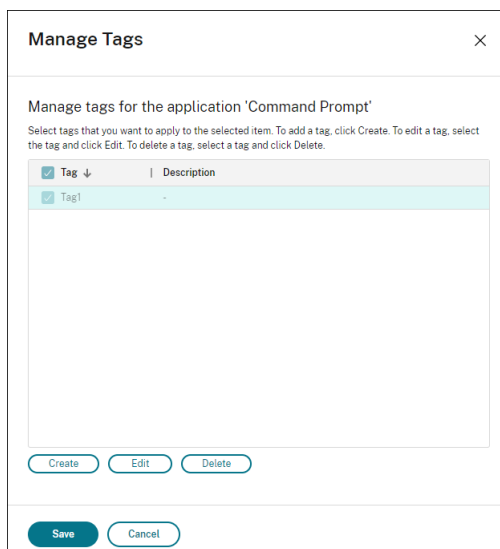 Manage Tags
Manage tags for the application 'Command Prompt'
Select tags that you want to apply to the selected item. To add a tag, click Create. To edit a tag, select
the tag and click Edit. To delete a tag, select a tag and click Delete.
Tag ↓ | Description
Tag1 -
Create Edit Delete
Save Cancel